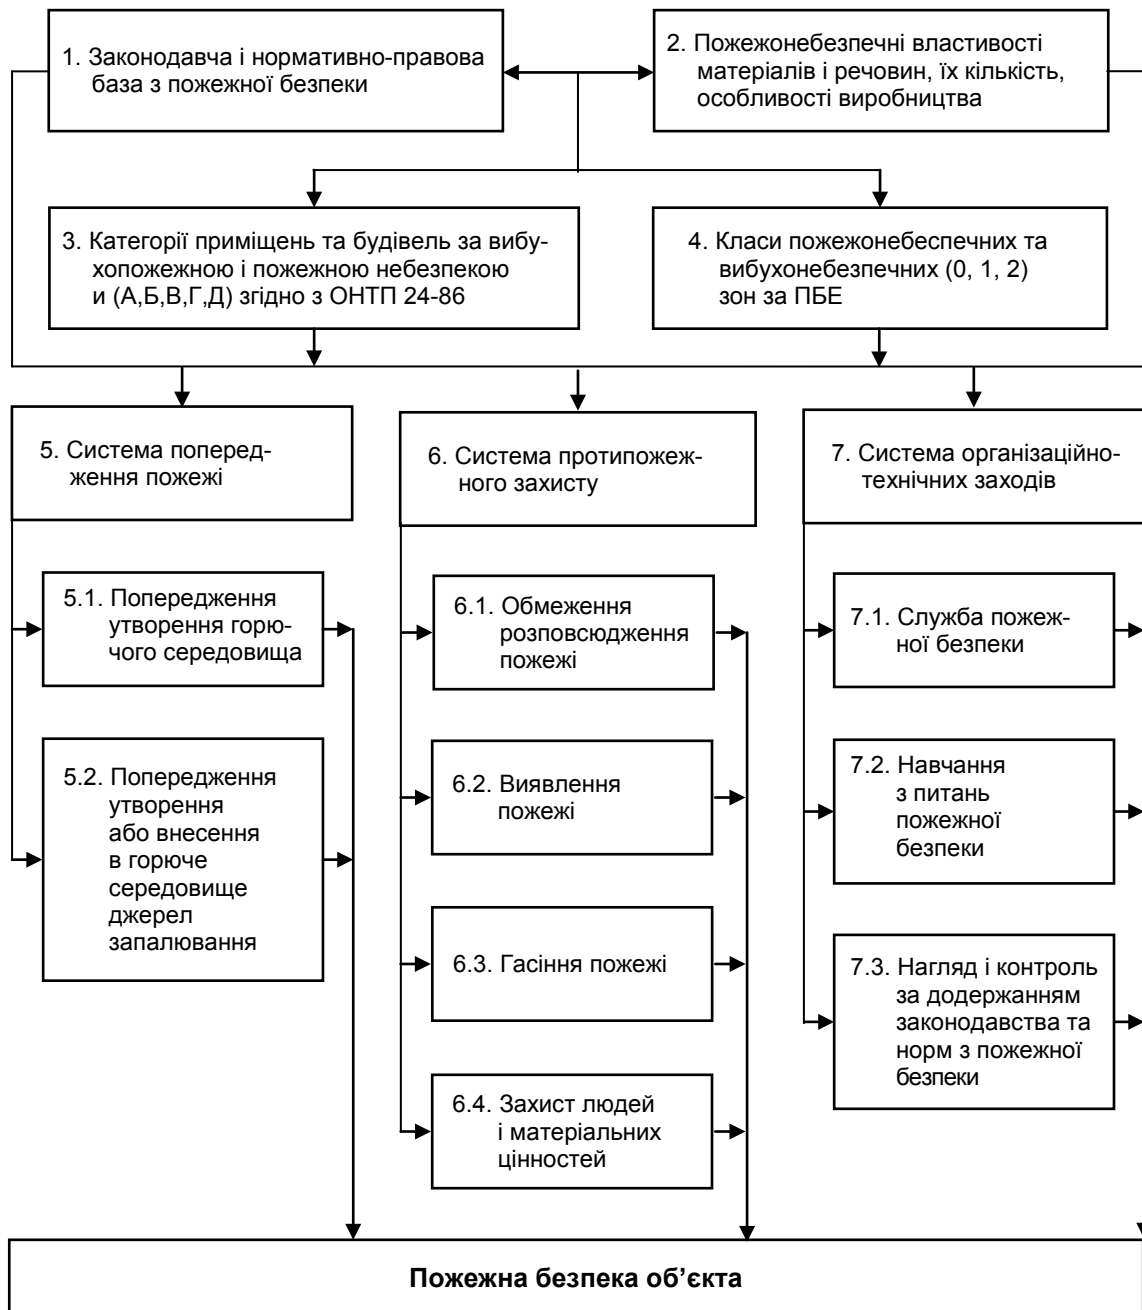 1. Законодавча і нормативно-правова
база з пожежної безпеки
2. Пожежонебезпечні властивості
матеріалів і речовин, їх кількість,
особливості виробництва
3. Категорії приміщень та будівель за вибу-
хопожежною і пожежною небезпекою
и (А,Б,В,Г,Д) згідно з ОНТП 24-86
4. Класи пожежонебеспечних та
вибухонебезпечних (0, 1, 2)
зон за ПБЕ
5. Система поперед-
ження пожежі
6. Система протипожеж-
ного захисту
7. Система організаційно-
технічних заходів
5.1. Попередження
утворення горю-
чого середовища
5.2. Попередження
утворення
або внесення
в горюче
середовище
джерел
запалювання
6.1. Обмеження
розповсюдження
пожежі
6.2. Виявлення
пожежі
6.3. Гасіння пожежі
6.4. Захист людей
і матеріальних
цінностей
7.1. Служба пожеж-
ної безпеки
7.2. Навчання
з питань
пожежної
безпеки
7.3. Нагляд і контроль
за додержанням
законодавства та
норм з пожежної
безпеки
Пожежна безпека об’єкта